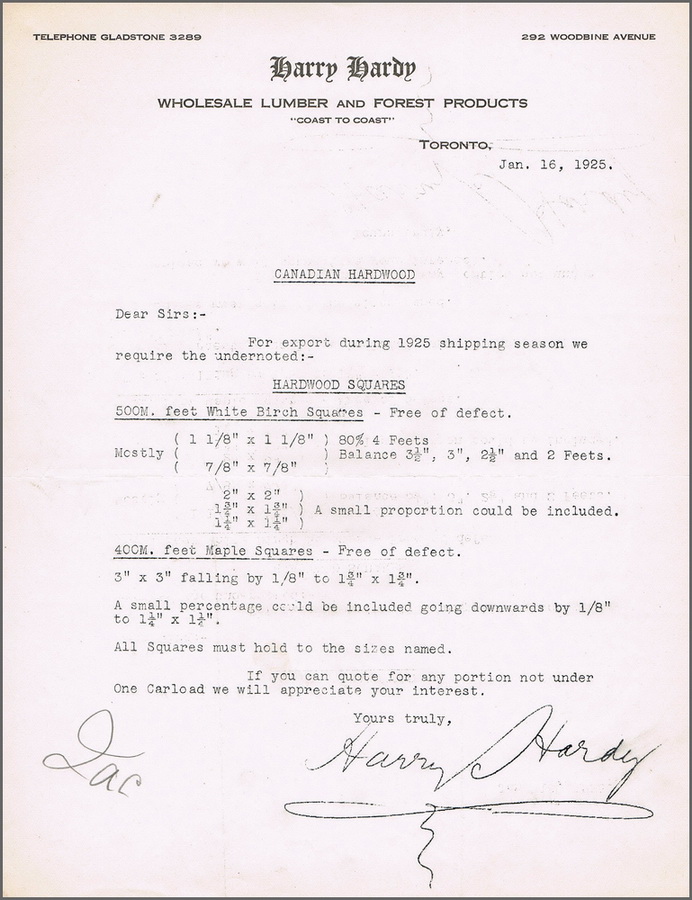 TELEPHONE GLADSTONE 3289 292 WOODBINE AVENUE
Harry Hardy
WHOLESALE LUMBER AND FOREST PRODUCTS
"COAST TO COAST"
TORONTO,
Jan. 16, 1925.
CANADIAN HARDWOOD
Dear Sirs:-
For export during 1925 shipping season we
require the undernoted:-
HARDWOOD SQUARES
500M. feet White Birch Squares - Free of defect.
( 1 1/8" x 1 1/8" ) 80% 4 Feets
Mostly ( ) Balance 3½", 3", 2½" and 2 Feets.
( 7/8" x 7/8" )
2" x 2" )
1¾" x 1¾" ) A small proportion could be included.
1¼" x 1¼" )
400M. feet Maple Squares - Free of defect.
3" x 3" falling by 1/8" to 1¾" x 1¾".
A small percentage could be included going downwards by 1/8"
to 1¼" x 1¼".
All Squares must hold to the sizes named.
If you can quote for any portion not under
One Carload we will appreciate your interest.
Yours truly,
Harry S Hardy